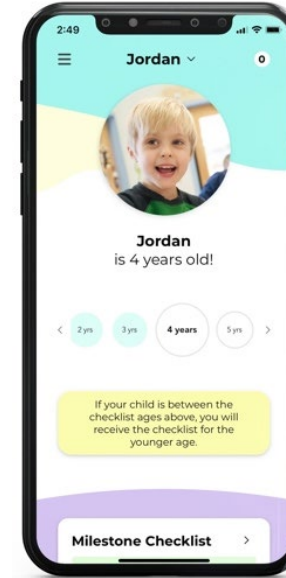 2:49
Jordan
0
Jordan
is 4 years old!
2 yrs 3 yrs 4 years 5 yrs
If your child is between the
checklist ages above, you will
receive the checklist for the
younger age.
Milestone Checklist